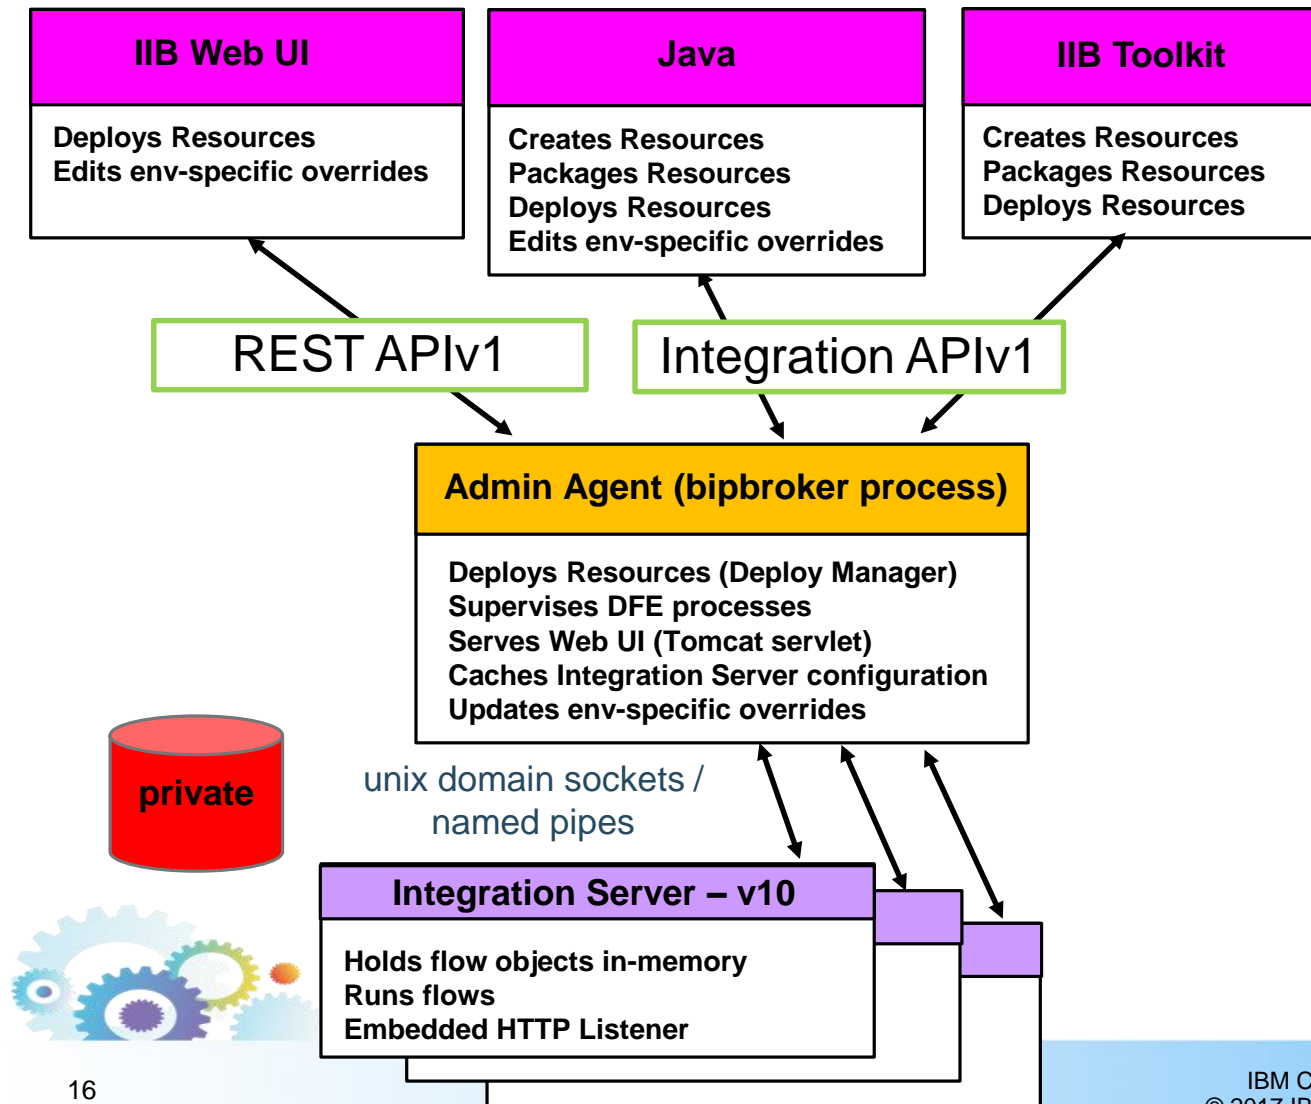 IIB Web UI
Deploys Resources
Edits env-specific overrides
Java
Creates Resources
Packages Resources
Deploys Resources
Edits env-specific overrides
IIB Toolkit
Creates Resources
Packages Resources
Deploys Resources
REST APIv1
Integration APIv1
Admin Agent (bipbroker process)
Deploys Resources (Deploy Manager)
Supervises DFE processes
Serves Web UI (Tomcat servlet)
Caches Integration Server configuration
Updates env-specific overrides
private
unix domain sockets /
named pipes
Integration Server – v10
Holds flow objects in-memory
Runs flows
Embedded HTTP Listener
16
IBM
© 2017